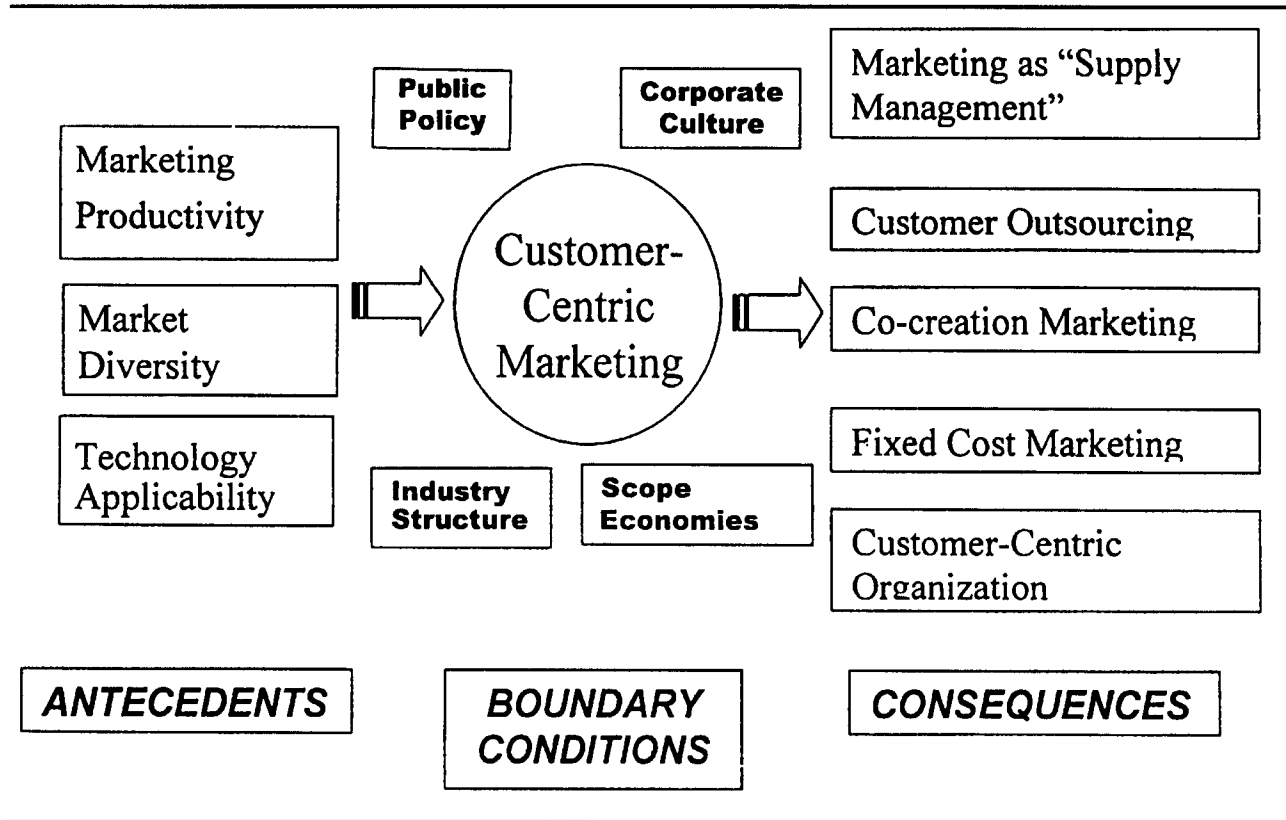 Marketing
Productivity
Market
Diversity
Technology
Applicability
Public
Policy
Corporate
Culture
Customer-
Centric
Marketing
Industry
Structure
Scope
Economies
Marketing as “Supply
Management”
Customer Outsourcing
Co-creation Marketing
Fixed Cost Marketing
Customer-Centric
Organization
ANTECEDENTS
BOUNDARY
CONDITIONS
CONSEQUENCES